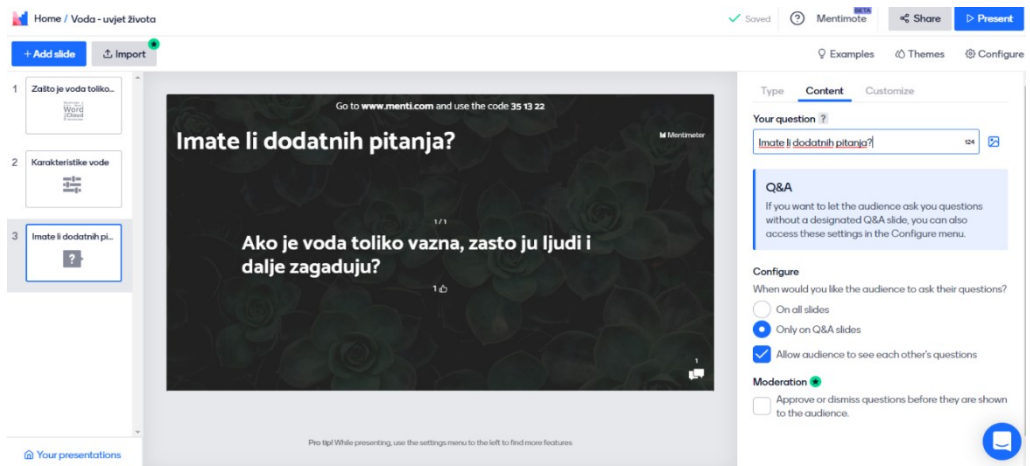 Home / Voda - uvjet života
Saved
?
Mentimote
BETA
Share
Present
+ Add slide
Import
Examples
Themes
Configure
1
Zašto je voda toliko...
Word
Cloud
2
Karakteristike vode
3
Imate li dodatnih pi...
?
Your presentations
Go to www.menti.com and use the code 35 13 22
Imate li dodatnih pitanja?
Mentimeter
1/1
Ako je voda toliko vazna, zasto ju ljudi i
dalje zagaduju?
1
1
Pro tip! While presenting, use the settings menu to the left to find more features
Type
Content
Customize
Your question ?
Imate li dodatnih pitanja?
124
Q&A
If you want to let the audience ask you questions
without a designated Q&A slide, you can also
access these settings in the Configure menu.
Configure
When would you like the audience to ask their questions?
On all slides
Only on Q&A slides
Allow audience to see each other's questions
Moderation
Approve or dismiss questions before they are shown
to the audience.